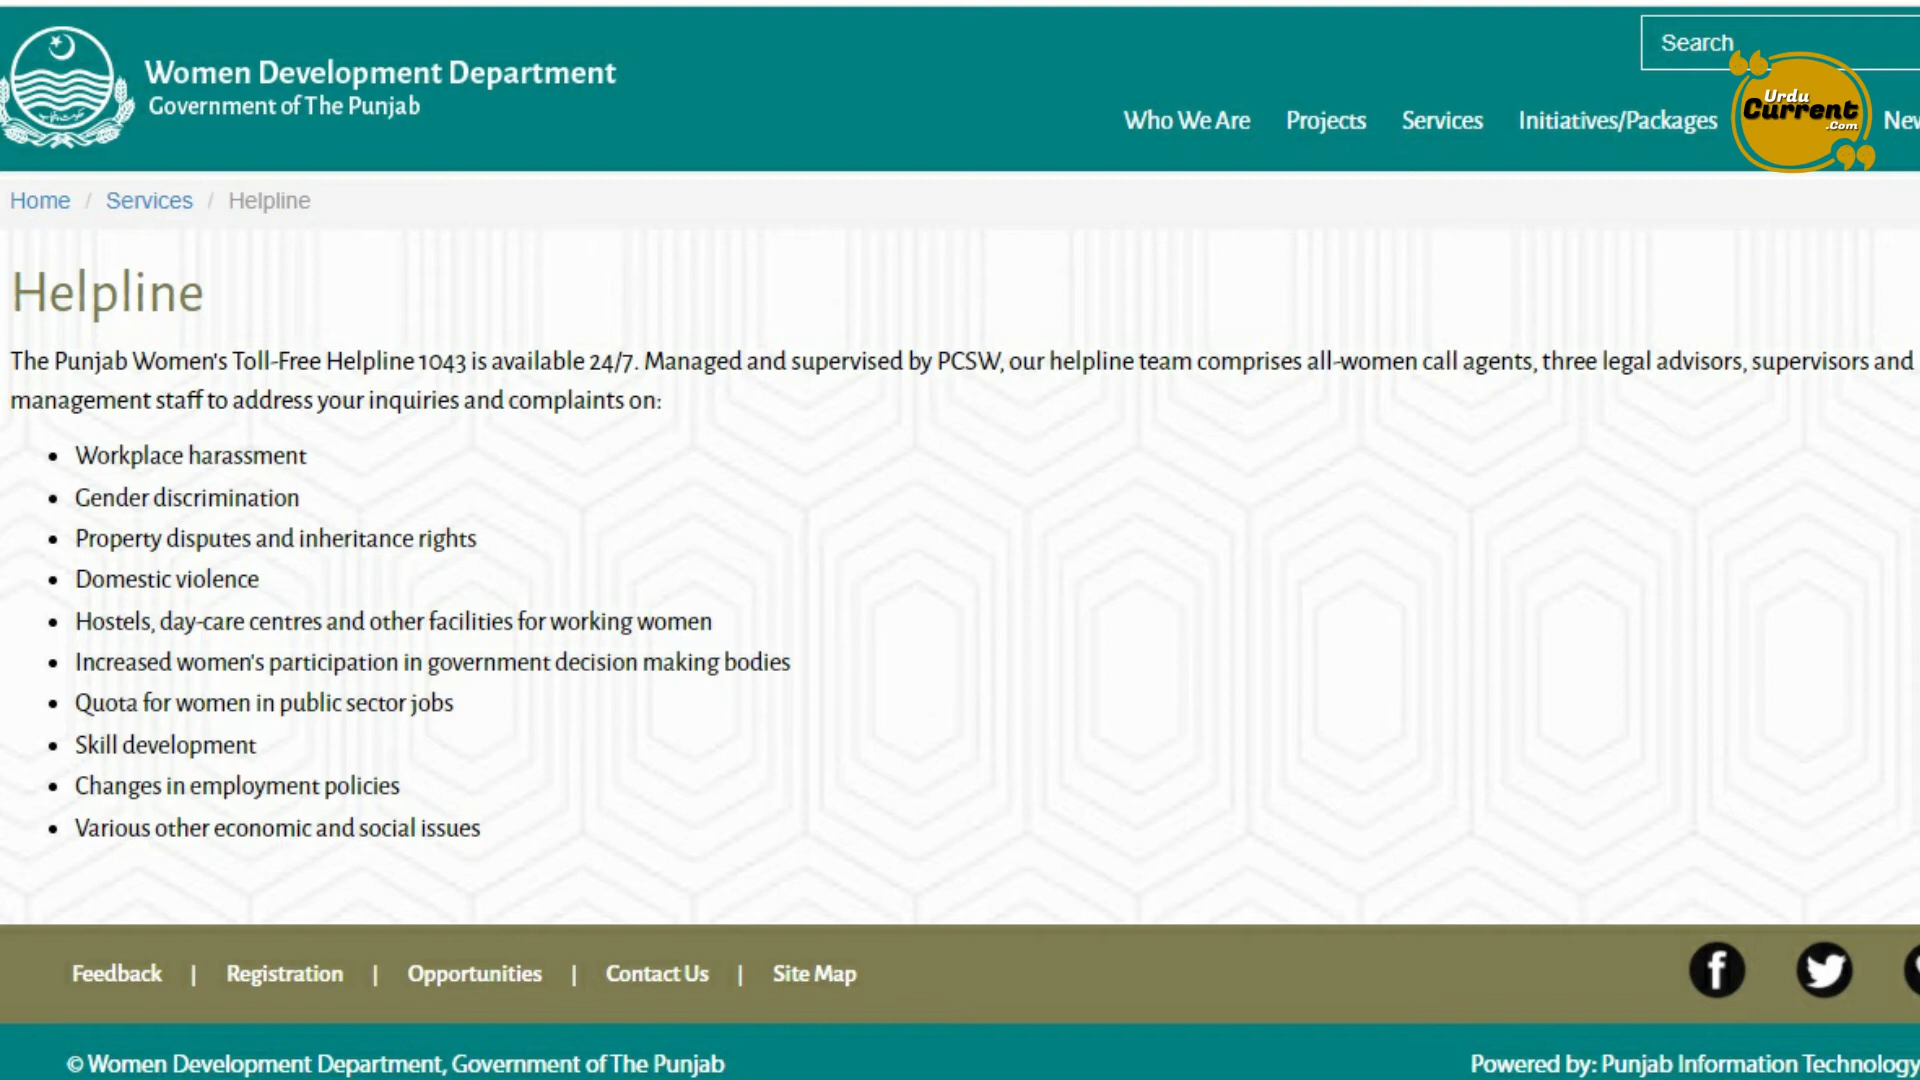 Search
Women Development Department
Government of The Punjab
Who We Are
Projects
Services
Initiatives/Packages
Urdu
Current
.Com
Home / Services / Helpline
Helpline
The Punjab Women's Toll-Free Helpline 1043 is available 24/7. Managed and supervised by PCSW, our helpline team comprises all-women call agents, three legal advisors, supervisors and
management staff to address your inquiries and complaints on:
• Workplace harassment
• Gender discrimination
• Property disputes and inheritance rights
• Domestic violence
• Hostels, day-care centres and other facilities for working women
• Increased women's participation in government decision making bodies
• Quota for women in public sector jobs
• Skill development
• Changes in employment policies
• Various other economic and social issues
Feedback | Registration | Opportunities | Contact Us | Site Map
© Women Development Department, Government of The Punjab
Powered by: Punjab Information Technology